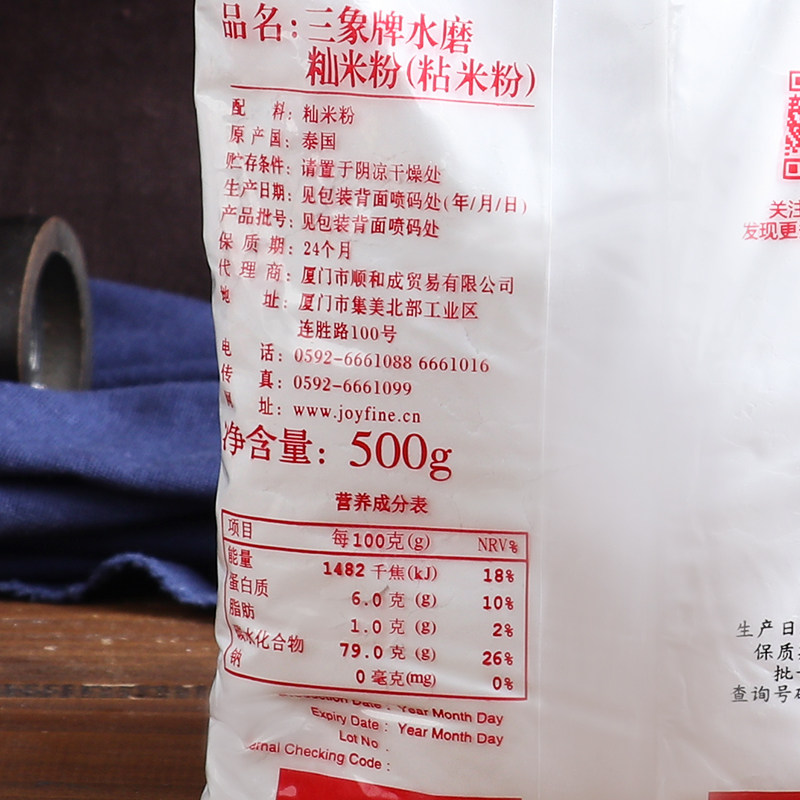 品名：三象牌水磨
籼米粉(粘米粉)
配 料：籼米粉
原产国：泰国
贮存条件：请置于阴凉干燥处
生产日期：见包装背面喷码处(年/月/日)
产品批号：见包装背面喷码处
保质期：24个月
代理商：厦门市顺和成贸易有限公司
地 址：厦门市集美北部工业区
连胜路100号
电 话：0592-6661088 6661016
传 真：0592-6661099
址：www.joyfine.cn
净含量：500g
营养成分表
项目 每100克(g) NRV%
能量 1482千焦(kJ) 18%
蛋白质 6.0克(g) 10%
脂肪 1.0克(g) 2%
水化合物 79.0克(g) 26%
钠 0毫克(mg) 0%
Date : Year Month Day
Expiry Date : Year Month Day
Lot No :
Checking Code :
关注
发现更
生产日
保质
批
查询号